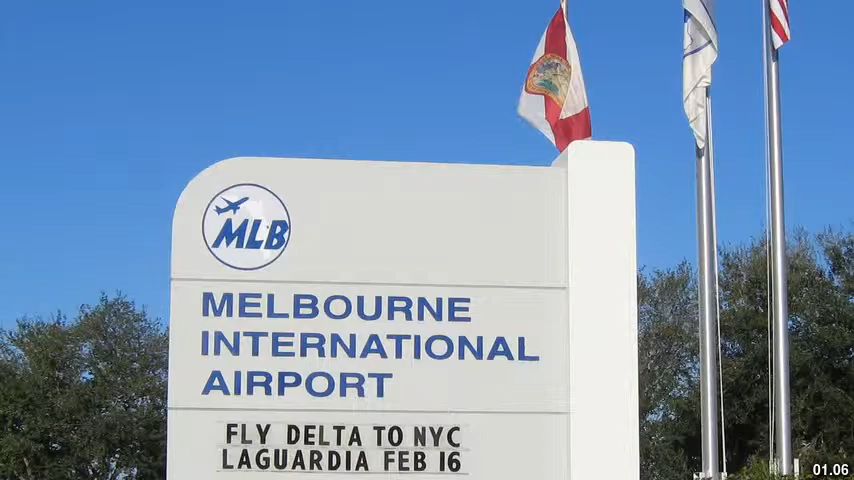 MLB
MELBOURNE
INTERNATIONAL
AIRPORT
FLY DELTA TO NYC
LAGUARDIA FEB 16
01.06